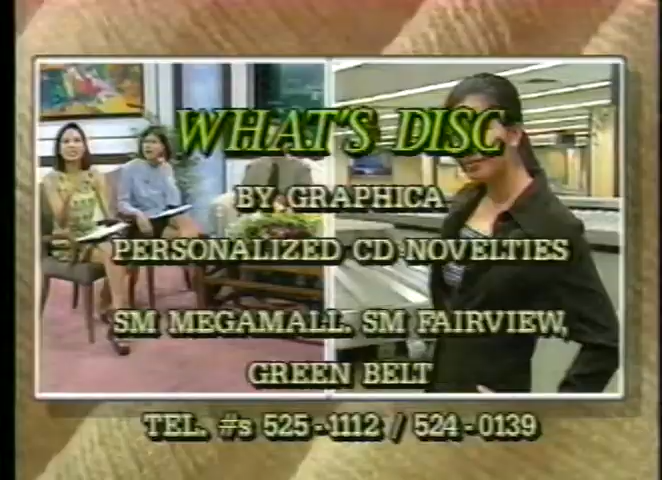 WHAT'S DISC
BY GRAPHICA
PERSONALIZED CD NOVELTIES
SM MEGAMALL. SM FAIRVIEW,
GREEN BELT
TEL. #s 525-1112 / 524-0139